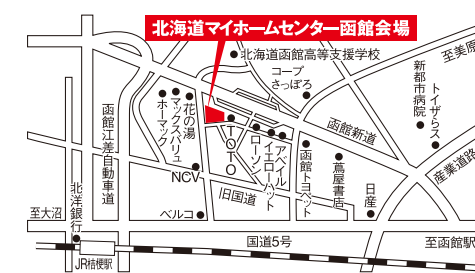 北海道マイホームセンター函館会場
北海道函館高等支援学校
コープ
さっぽろ
至美原
トイザらス
新都市病院
花の湯
マックスバリュ
ホーマック
函館江差自動車道
函館新道
TOTO
ローソン
イエローハット
アベイル
函館トヨペット
蔦屋書店
日産
産業道路
NCV
旧国道
ベルコ
至大沼
北洋銀行
国道5号
至函館駅
JR桔梗駅